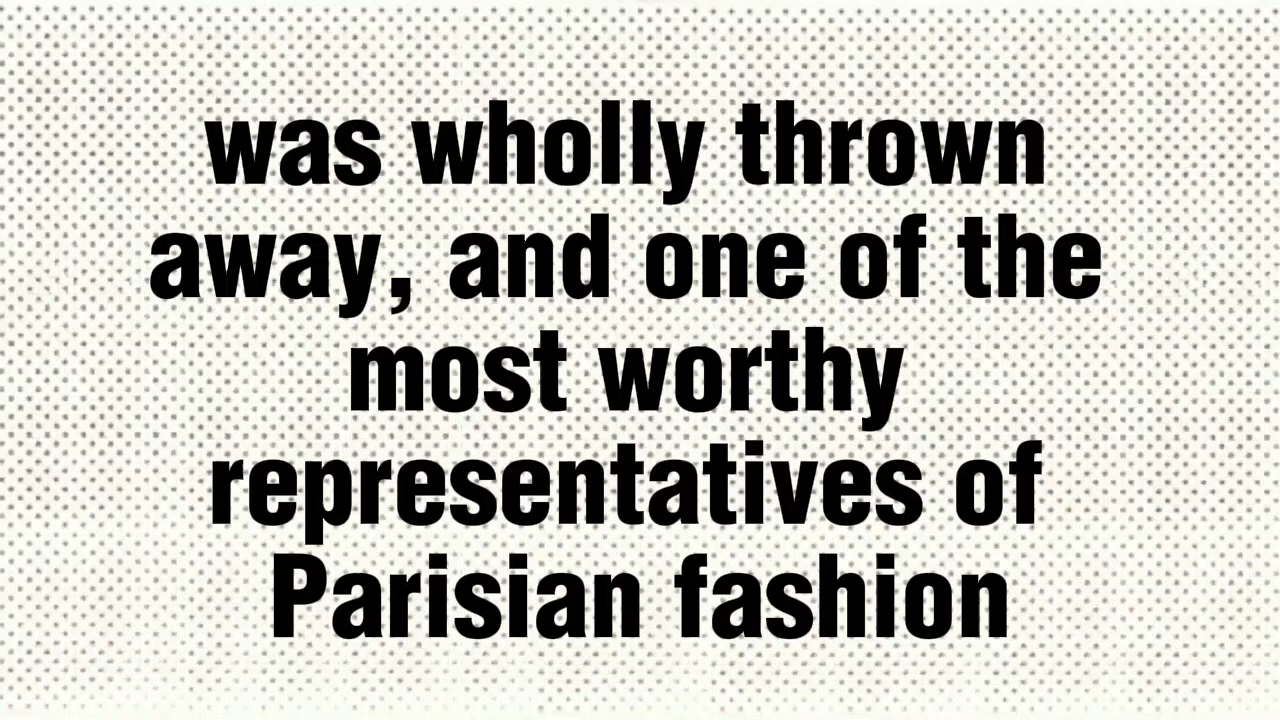 was wholly thrown
away, and one of the
most worthy
representatives of
Parisian fashion